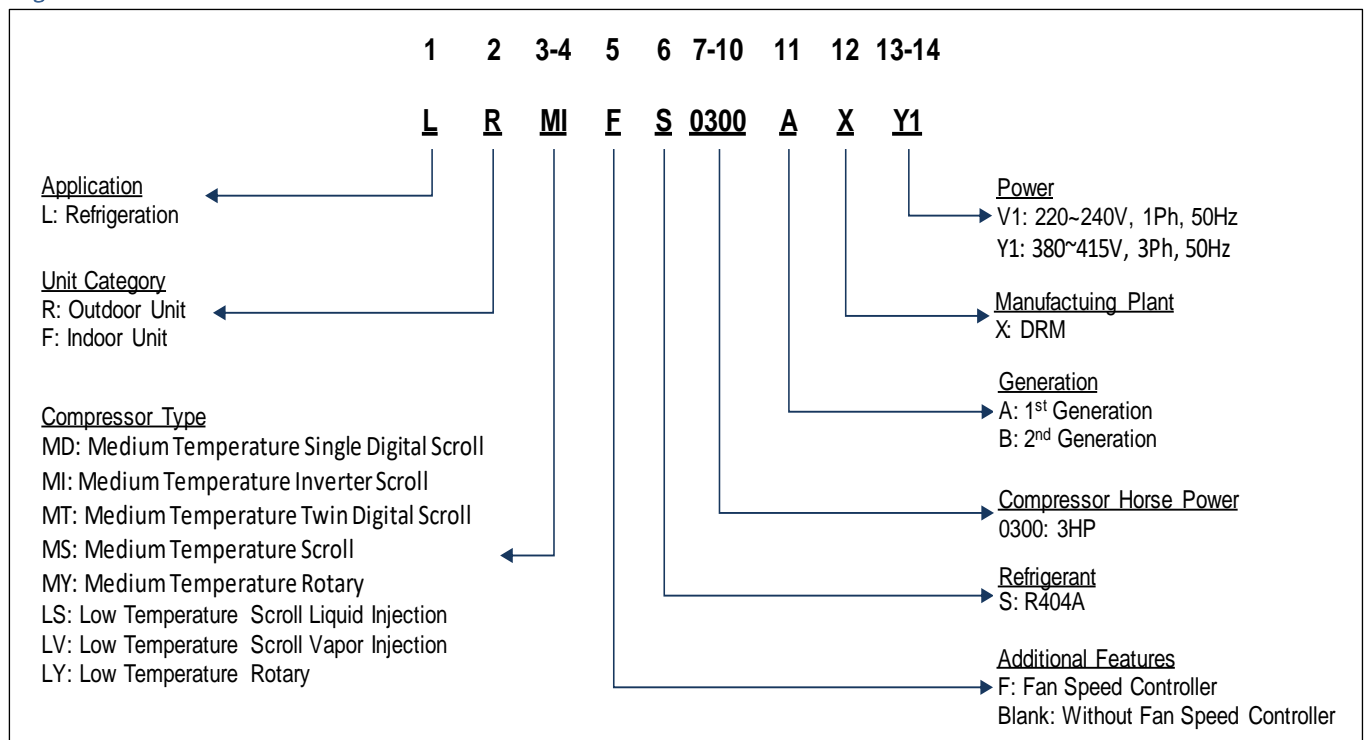 1 2 3-4 5 6 7-10 11 12 13-14
L R MI F S 0300 A X Y1
Application
L: Refrigeration
Unit Category
R: Outdoor Unit
F: Indoor Unit
Compressor Type
MD: Medium Temperature Single Digital Scroll
MI: Medium Temperature Inverter Scroll
MT: Medium Temperature Twin Digital Scroll
MS: Medium Temperature Scroll
MY: Medium Temperature Rotary
LS: Low Temperature Scroll Liquid Injection
LV: Low Temperature Scroll Vapor Injection
LY: Low Temperature Rotary
Power
V1: 220~240V, 1Ph, 50Hz
Y1: 380~415V, 3Ph, 50Hz
Manufactuing Plant
X: DRM
Generation
A: 1st Generation
B: 2nd Generation
Compressor Horse Power
0300: 3HP
Refrigerant
S: R404A
Additional Features
F: Fan Speed Controller
Blank: Without Fan Speed Controller